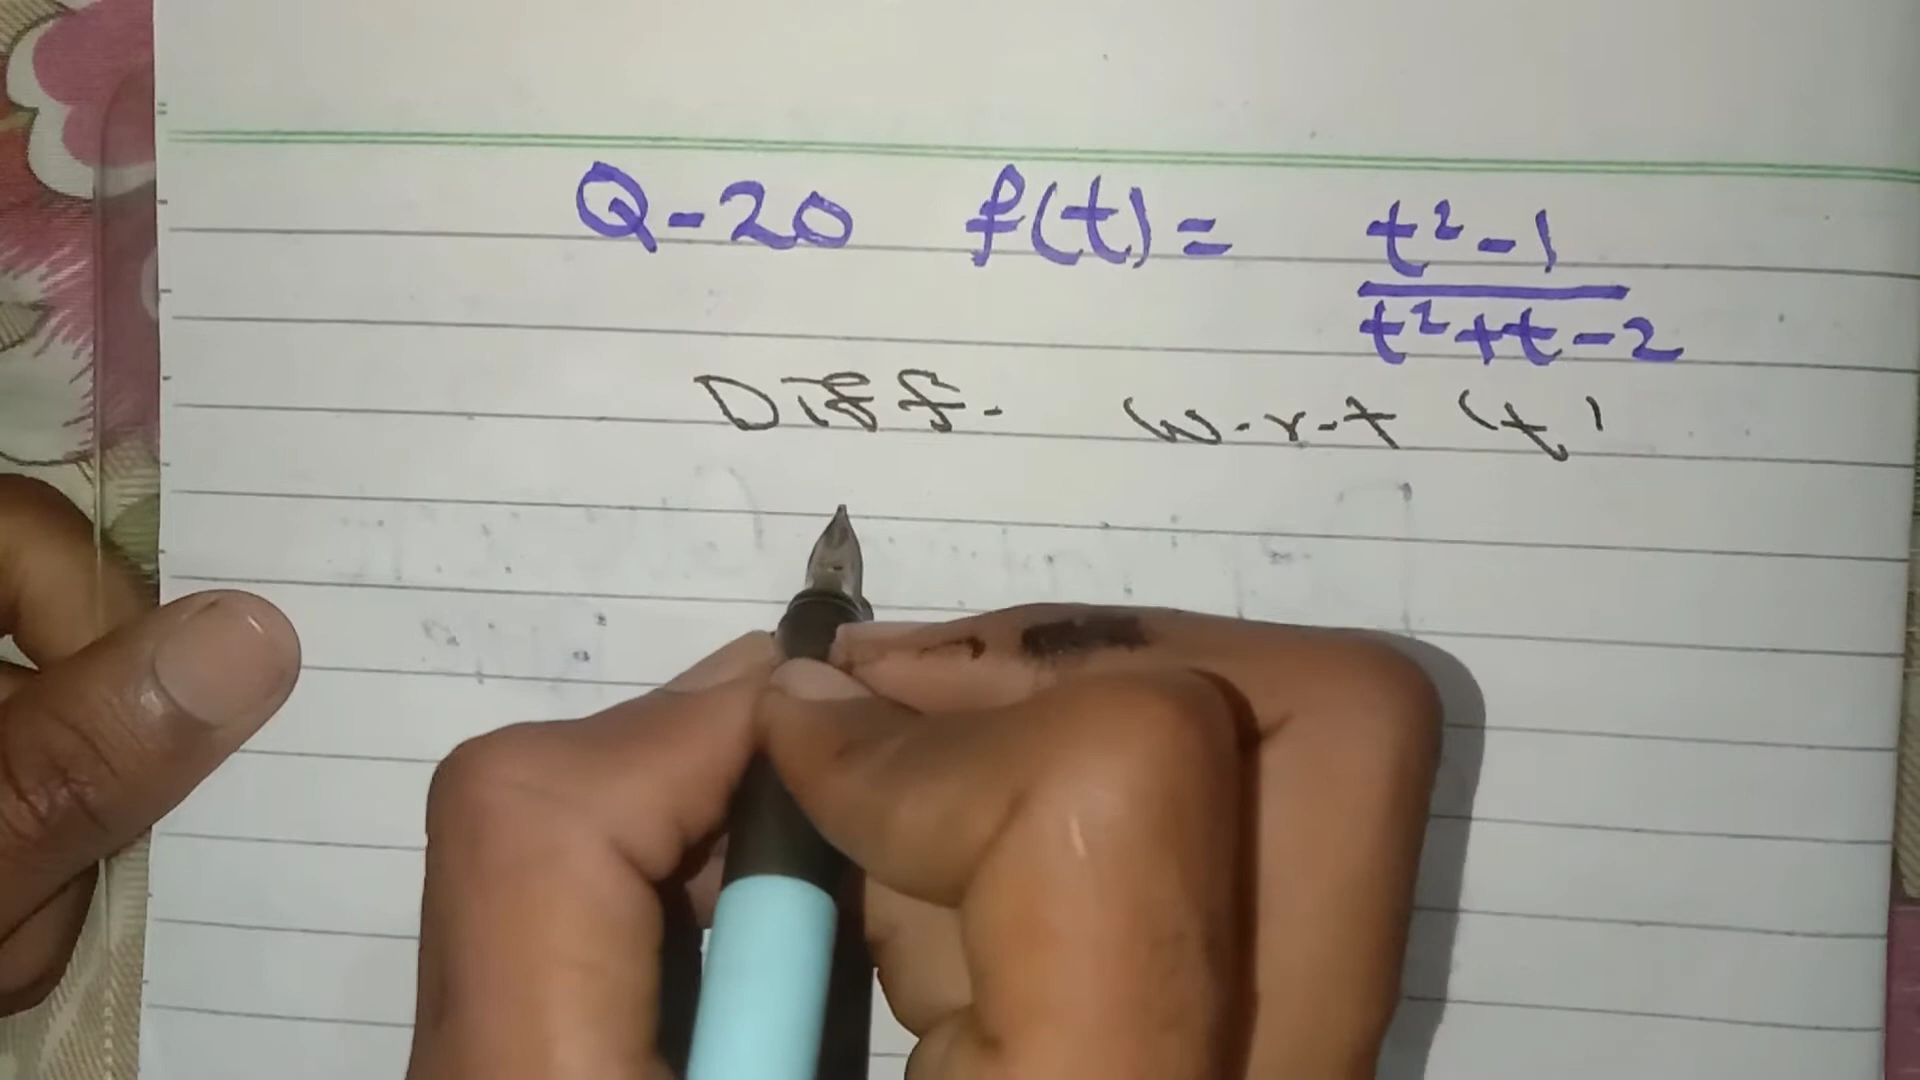 Q-20 f(t) = t²-1 / t²+t-2
Diff. w.r.t 't'